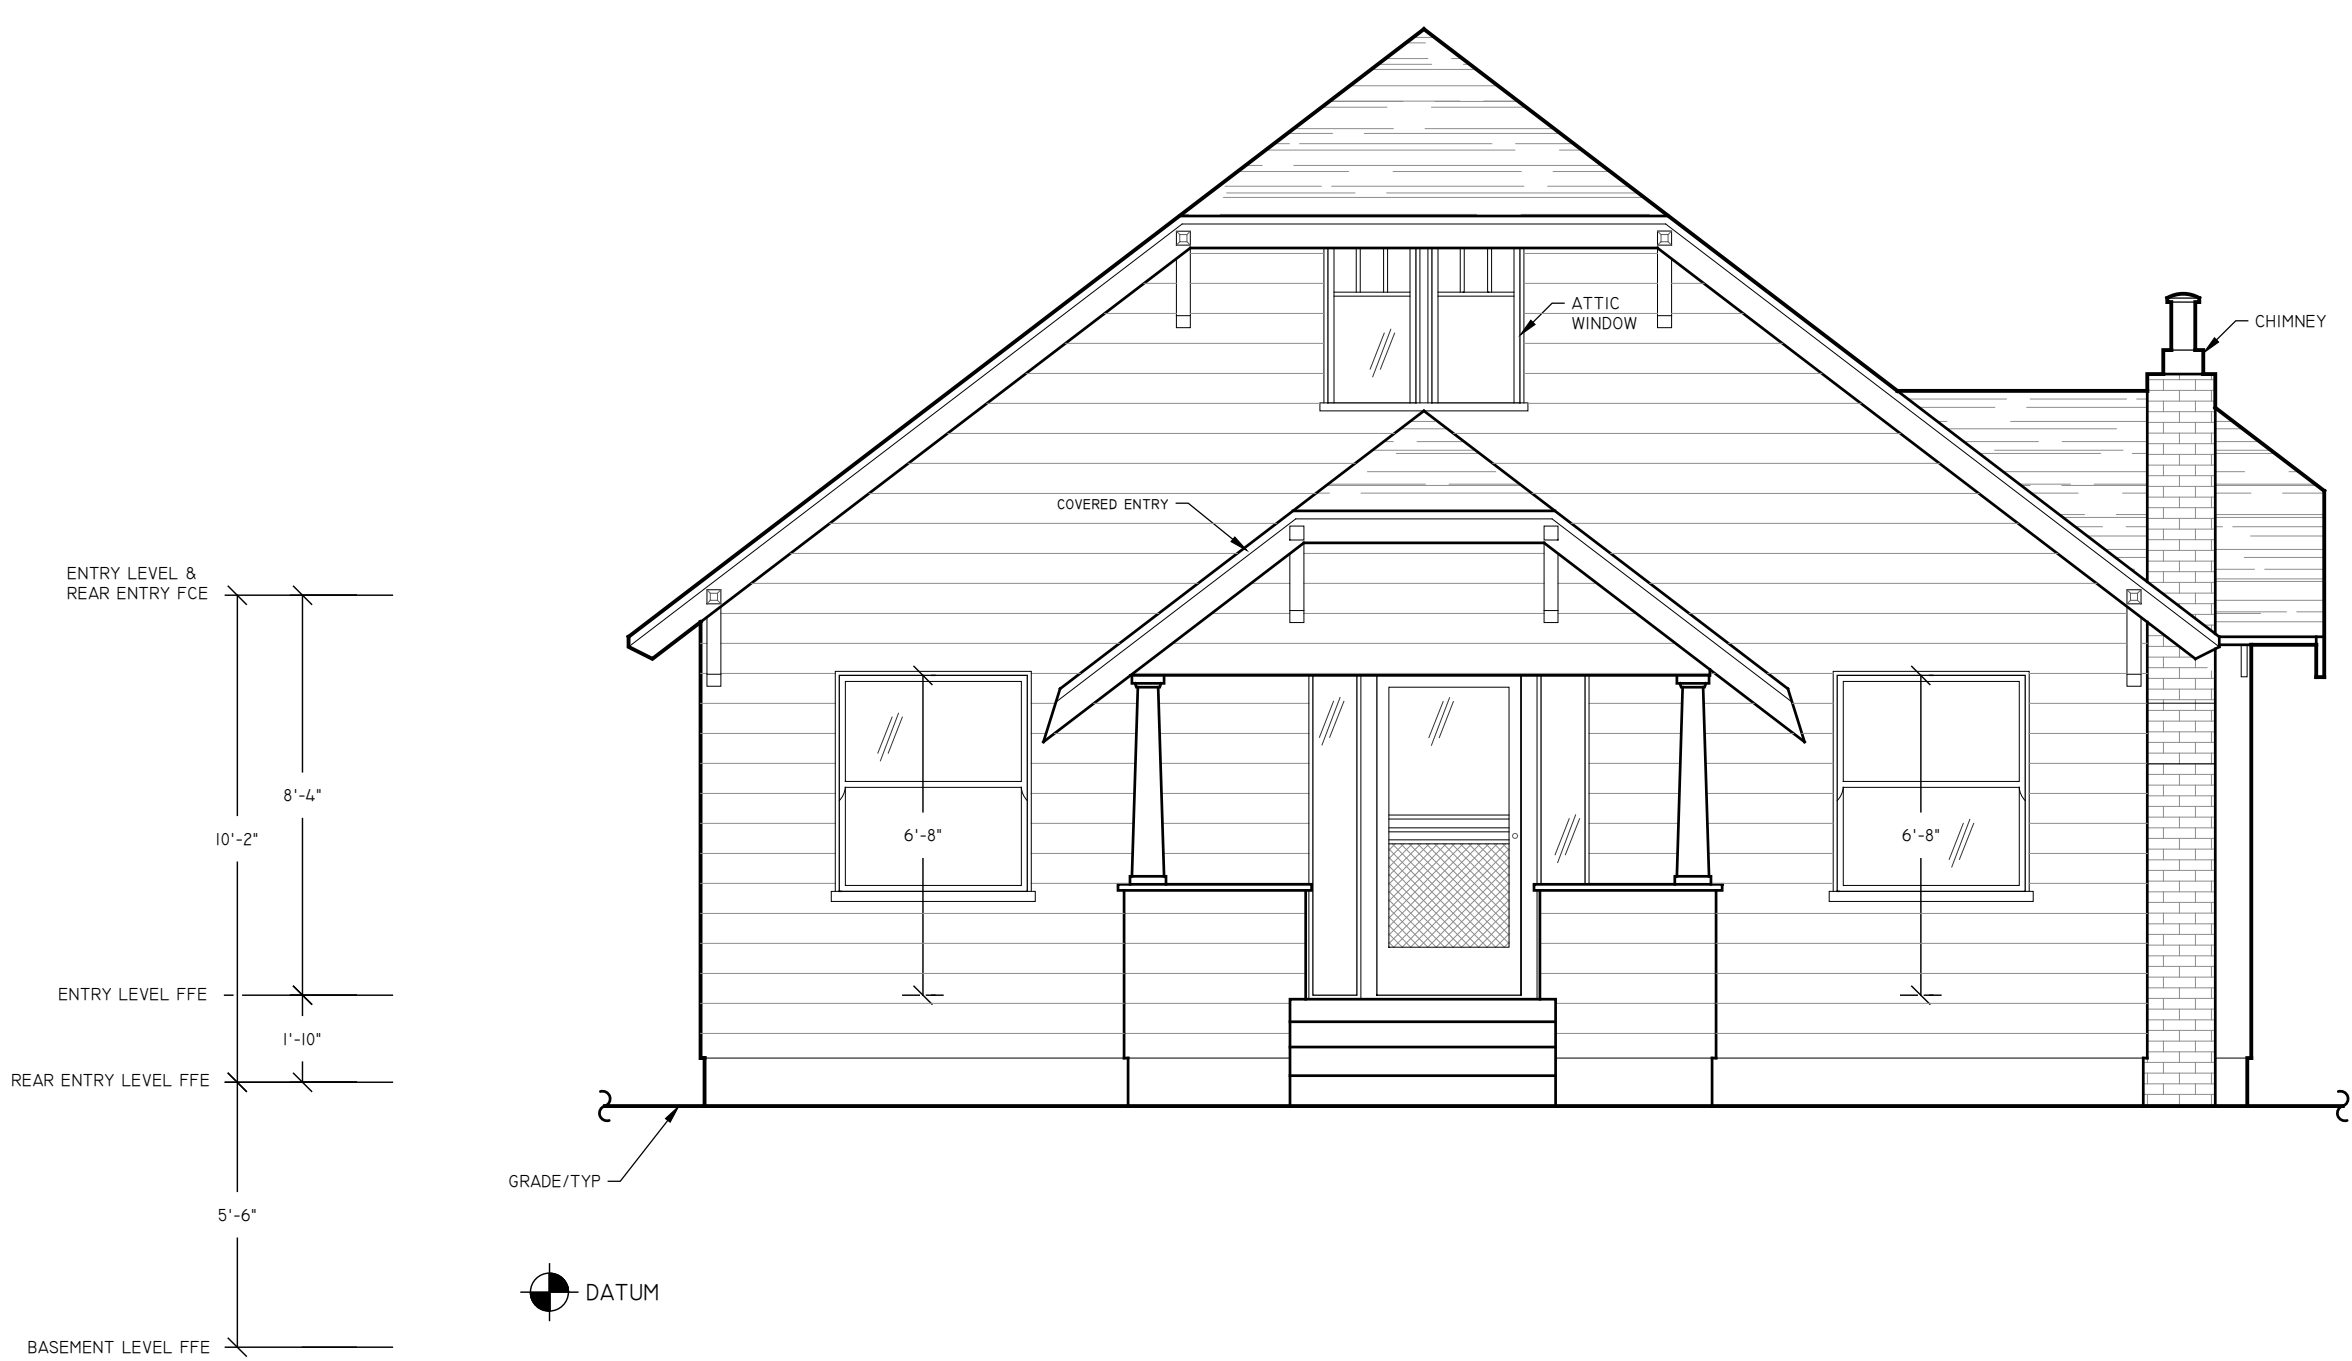 ATTIC
WINDOW
CHIMNEY
COVERED ENTRY
ENTRY LEVEL &
REAR ENTRY FCE
8'-4"
10'-2"
6'-8"
6'-8"
ENTRY LEVEL FFE
1'-10"
REAR ENTRY LEVEL FFE
GRADE/TYP
5'-6"
DATUM
BASEMENT LEVEL FFE